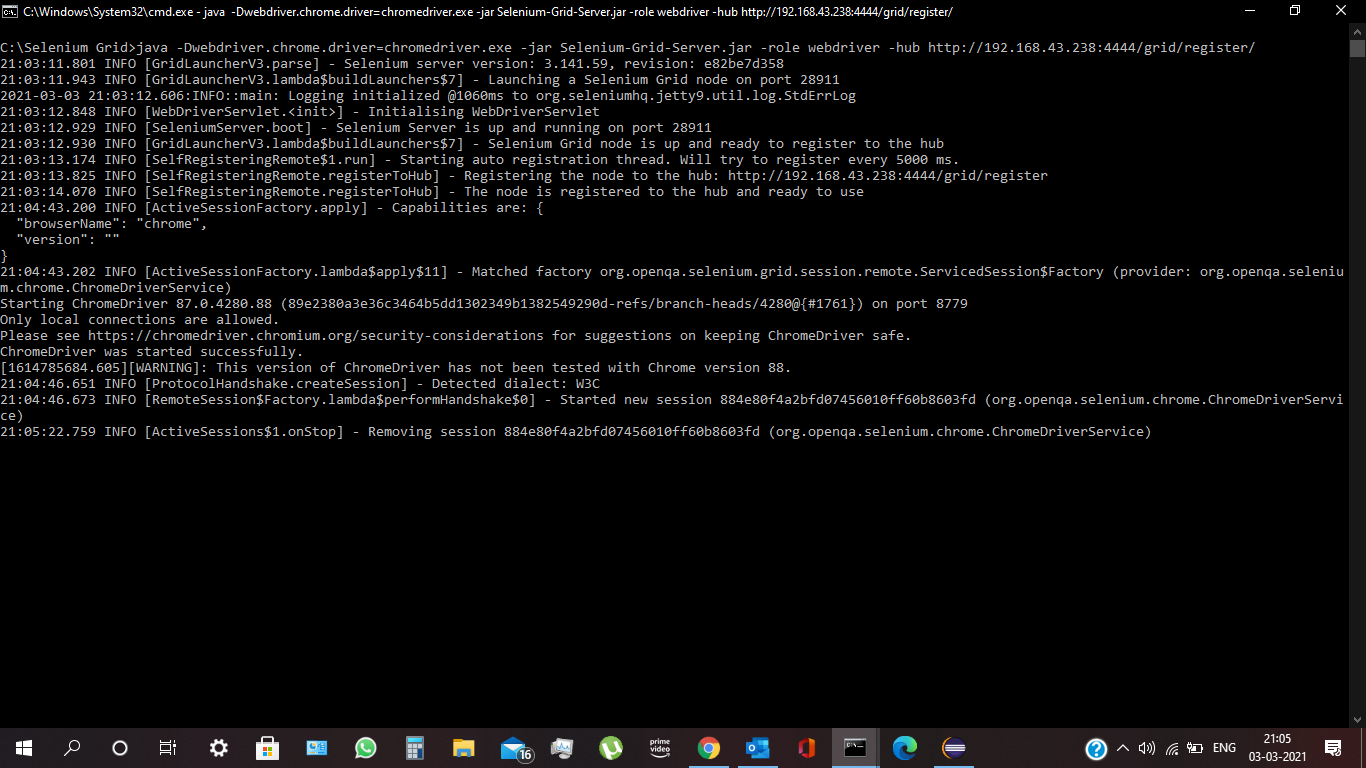 C:\Windows\System32\cmd.exe - java -Dwebdriver.chrome.driver=chromedriver.exe -jar Selenium-Grid-Server.jar -role webdriver -hub http://192.168.43.238:4444/grid/register/
C:\Selenium Grid>java -Dwebdriver.chrome.driver=chromedriver.exe -jar Selenium-Grid-Server.jar -role webdriver -hub http://192.168.43.238:4444/grid/register/
21:03:11.801 INFO [GridLauncherV3.parse] - Selenium server version: 3.141.59, revision: e82be7d358
21:03:11.943 INFO [GridLauncherV3.lambda$buildLaunchers$7] - Launching a Selenium Grid node on port 28911
2021-03-03 21:03:12.606:INFO::main: Logging initialized @1060ms to org.seleniumhq.jetty9.util.log.StdErrLog
21:03:12.848 INFO [WebDriverServlet.<init>] - Initialising WebDriverServlet
21:03:12.929 INFO [SeleniumServer.boot] - Selenium Server is up and running on port 28911
21:03:12.930 INFO [GridLauncherV3.lambda$buildLaunchers$7] - Selenium Grid node is up and ready to register to the hub
21:03:13.174 INFO [SelfRegisteringRemote$1.run] - Starting auto registration thread. Will try to register every 5000 ms.
21:03:13.825 INFO [SelfRegisteringRemote.registerToHub] - Registering the node to the hub: http://192.168.43.238:4444/grid/register
21:03:14.070 INFO [SelfRegisteringRemote.registerToHub] - The node is registered to the hub and ready to use
21:04:43.200 INFO [ActiveSessionFactory.apply] - Capabilities are: {
"browserName": "chrome",
"version": ""
}
21:04:43.202 INFO [ActiveSessionFactory.lambda$apply$11] - Matched factory org.openqa.selenium.grid.session.remote.ServicedSession$Factory (provider: org.openqa.seleniu
m.chrome.ChromeDriverService)
Starting ChromeDriver 87.0.4280.88 (89e2380a3e36c3464b5dd1302349b1382549290d-refs/branch-heads/4280@{#1761}) on port 8779
Only local connections are allowed.
Please see https://chromedriver.chromium.org/security-considerations for suggestions on keeping ChromeDriver safe.
ChromeDriver was started successfully.
[1614785684.605][WARNING]: This version of ChromeDriver has not been tested with Chrome version 88.
21:04:46.651 INFO [ProtocolHandshake.createSession] - Detected dialect: W3C
21:04:46.673 INFO [RemoteSession$Factory.lambda$performHandshake$0] - Started new session 884e80f4a2bfd07456010ff60b8603fd (org.openqa.selenium.chrome.ChromeDriverServi
ce)
21:05:22.759 INFO [ActiveSessions$1.onStop] - Removing session 884e80f4a2bfd07456010ff60b8603fd (org.openqa.selenium.chrome.ChromeDriverService)
16
prime
video
ENG
21:05
03-03-2021